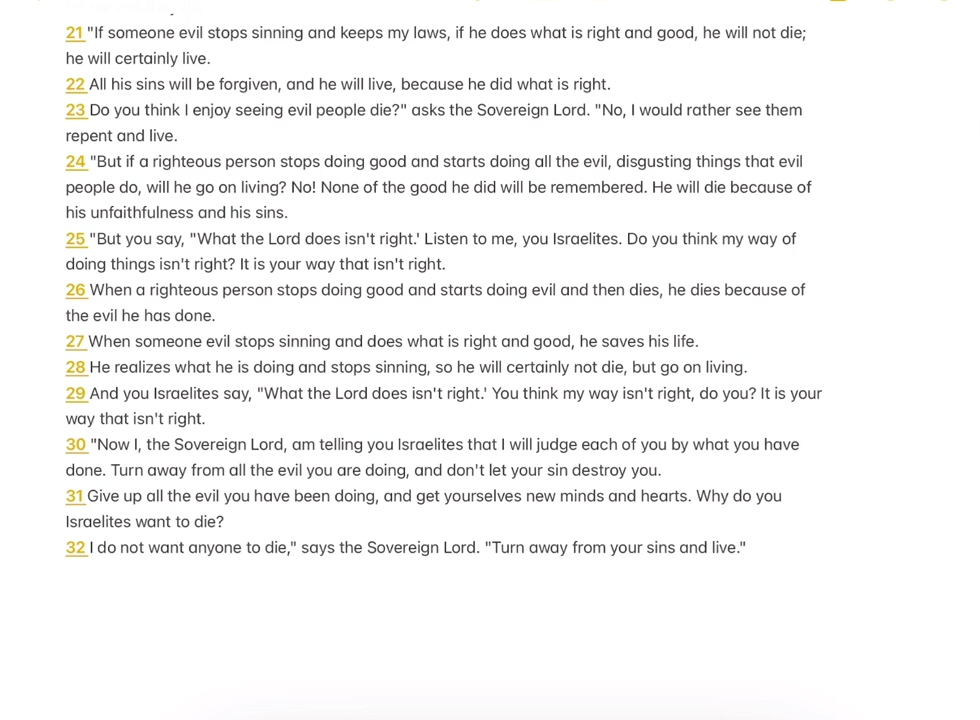 21 "If someone evil stops sinning and keeps my laws, if he does what is right and good, he will not die;
he will certainly live.
22 All his sins will be forgiven, and he will live, because he did what is right.
23 Do you think I enjoy seeing evil people die?" asks the Sovereign Lord. "No, I would rather see them
repent and live.
24 "But if a righteous person stops doing good and starts doing all the evil, disgusting things that evil
people do, will he go on living? No! None of the good he did will be remembered. He will die because of
his unfaithfulness and his sins.
25 "But you say, "What the Lord does isn't right.' Listen to me, you Israelites. Do you think my way of
doing things isn't right? It is your way that isn't right.
26 When a righteous person stops doing good and starts doing evil and then dies, he dies because of
the evil he has done.
27 When someone evil stops sinning and does what is right and good, he saves his life.
28 He realizes what he is doing and stops sinning, so he will certainly not die, but go on living.
29 And you Israelites say, "What the Lord does isn't right.' You think my way isn't right, do you? It is your
way that isn't right.
30 "Now I, the Sovereign Lord, am telling you Israelites that I will judge each of you by what you have
done. Turn away from all the evil you are doing, and don't let your sin destroy you.
31 Give up all the evil you have been doing, and get yourselves new minds and hearts. Why do you
Israelites want to die?
32 I do not want anyone to die," says the Sovereign Lord. "Turn away from your sins and live."